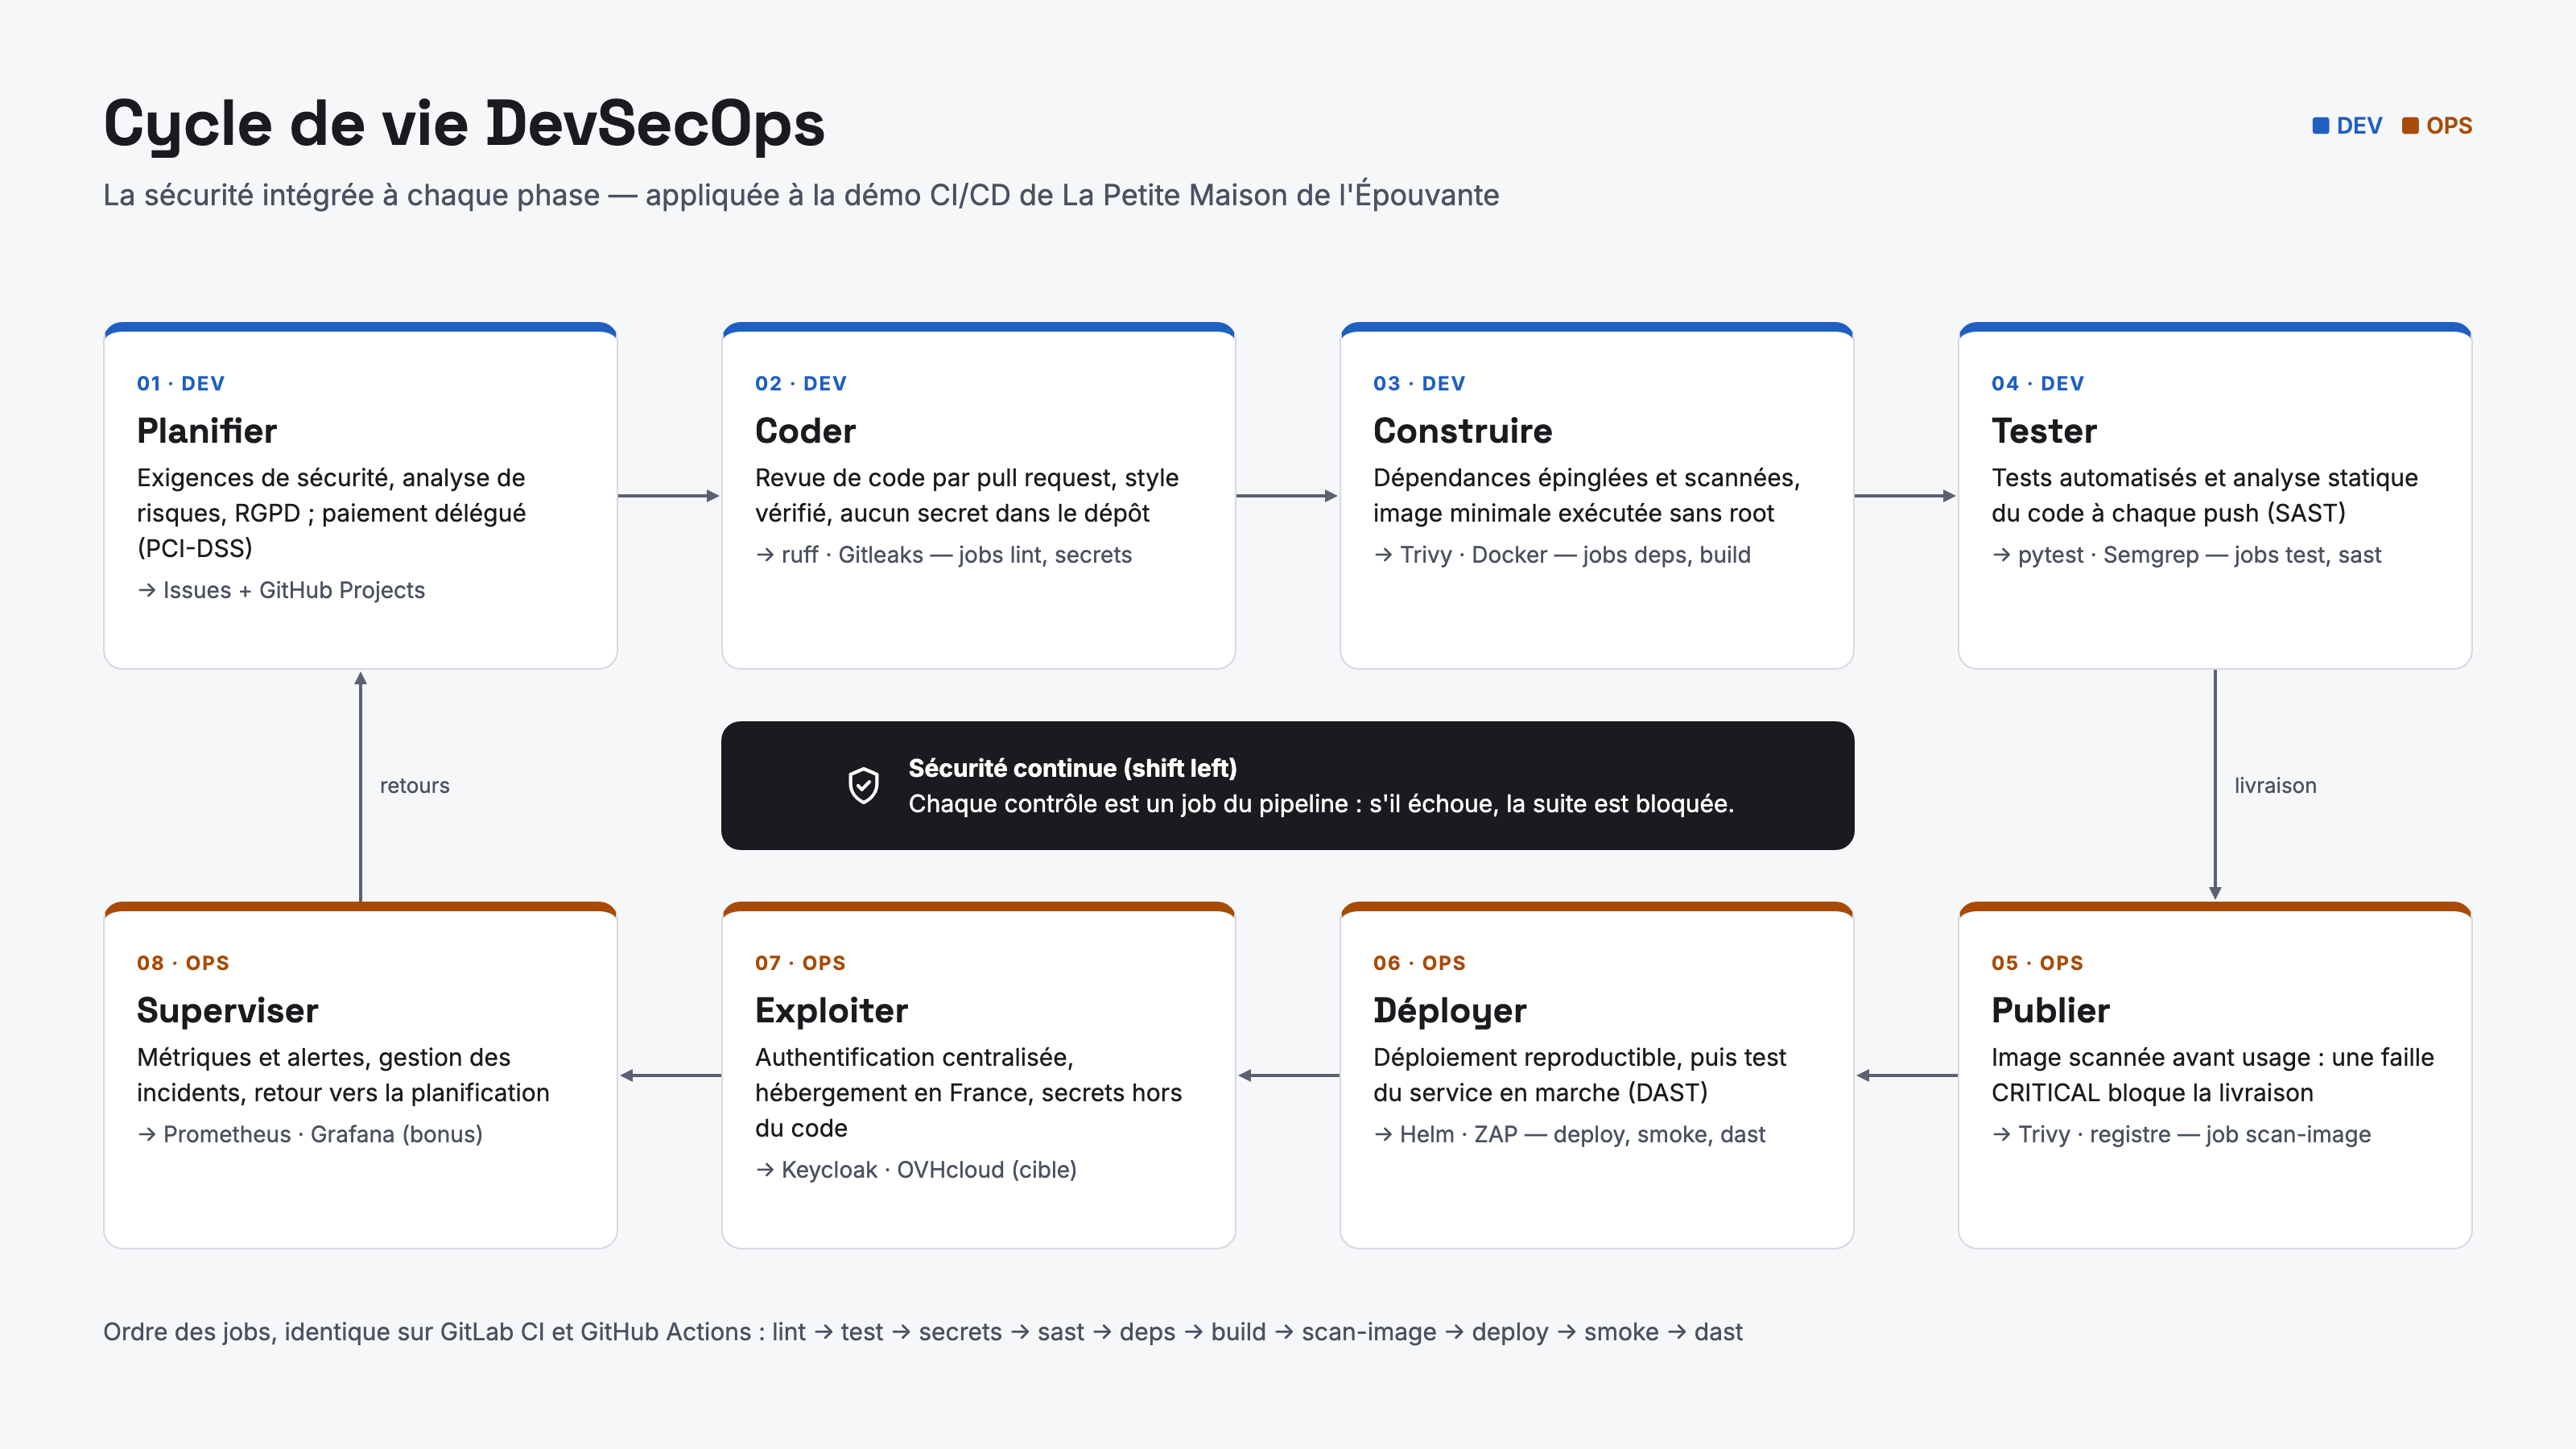 Cycle de vie DevSecOps
DEV
OPS
La sécurité intégrée à chaque phase — appliquée à la démo CI/CD de La Petite Maison de l'Épouvante
01 · DEV
Planifier
Exigences de sécurité, analyse de
risques, RGPD ; paiement délégué
(PCI-DSS)
→ Issues + GitHub Projects
02 · DEV
Coder
Revue de code par pull request, style
vérifié, aucun secret dans le dépôt
→ ruff · Gitleaks — jobs lint, secrets
03 · DEV
Construire
Dépendances épinglées et scannées,
image minimale exécutée sans root
→ Trivy · Docker — jobs deps, build
04 · DEV
Tester
Tests automatisés et analyse statique
du code à chaque push (SAST)
→ pytest · Semgrep — jobs test, sast
retours
Sécurité continue (shift left)
Chaque contrôle est un job du pipeline : s'il échoue, la suite est bloquée.
livraison
08 · OPS
Superviser
Métriques et alertes, gestion des
incidents, retour vers la planification
→ Prometheus · Grafana (bonus)
07 · OPS
Exploiter
Authentification centralisée,
hébergement en France, secrets hors
du code
→ Keycloak · OVHcloud (cible)
06 · OPS
Déployer
Déploiement reproductible, puis test
du service en marche (DAST)
→ Helm · ZAP — deploy, smoke, dast
05 · OPS
Publier
Image scannée avant usage : une faille
CRITICAL bloque la livraison
→ Trivy · registre — job scan-image
Ordre des jobs, identique sur GitLab CI et GitHub Actions : lint → test → secrets → sast → deps → build → scan-image → deploy → smoke → dast